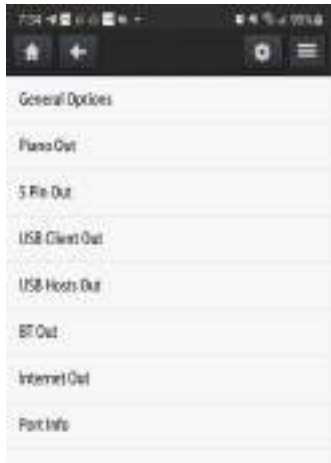 General Options
Piano Out
5 Pin Out
USB Client Out
USB Hosts Out
BT Out
Internet Out
Port Info